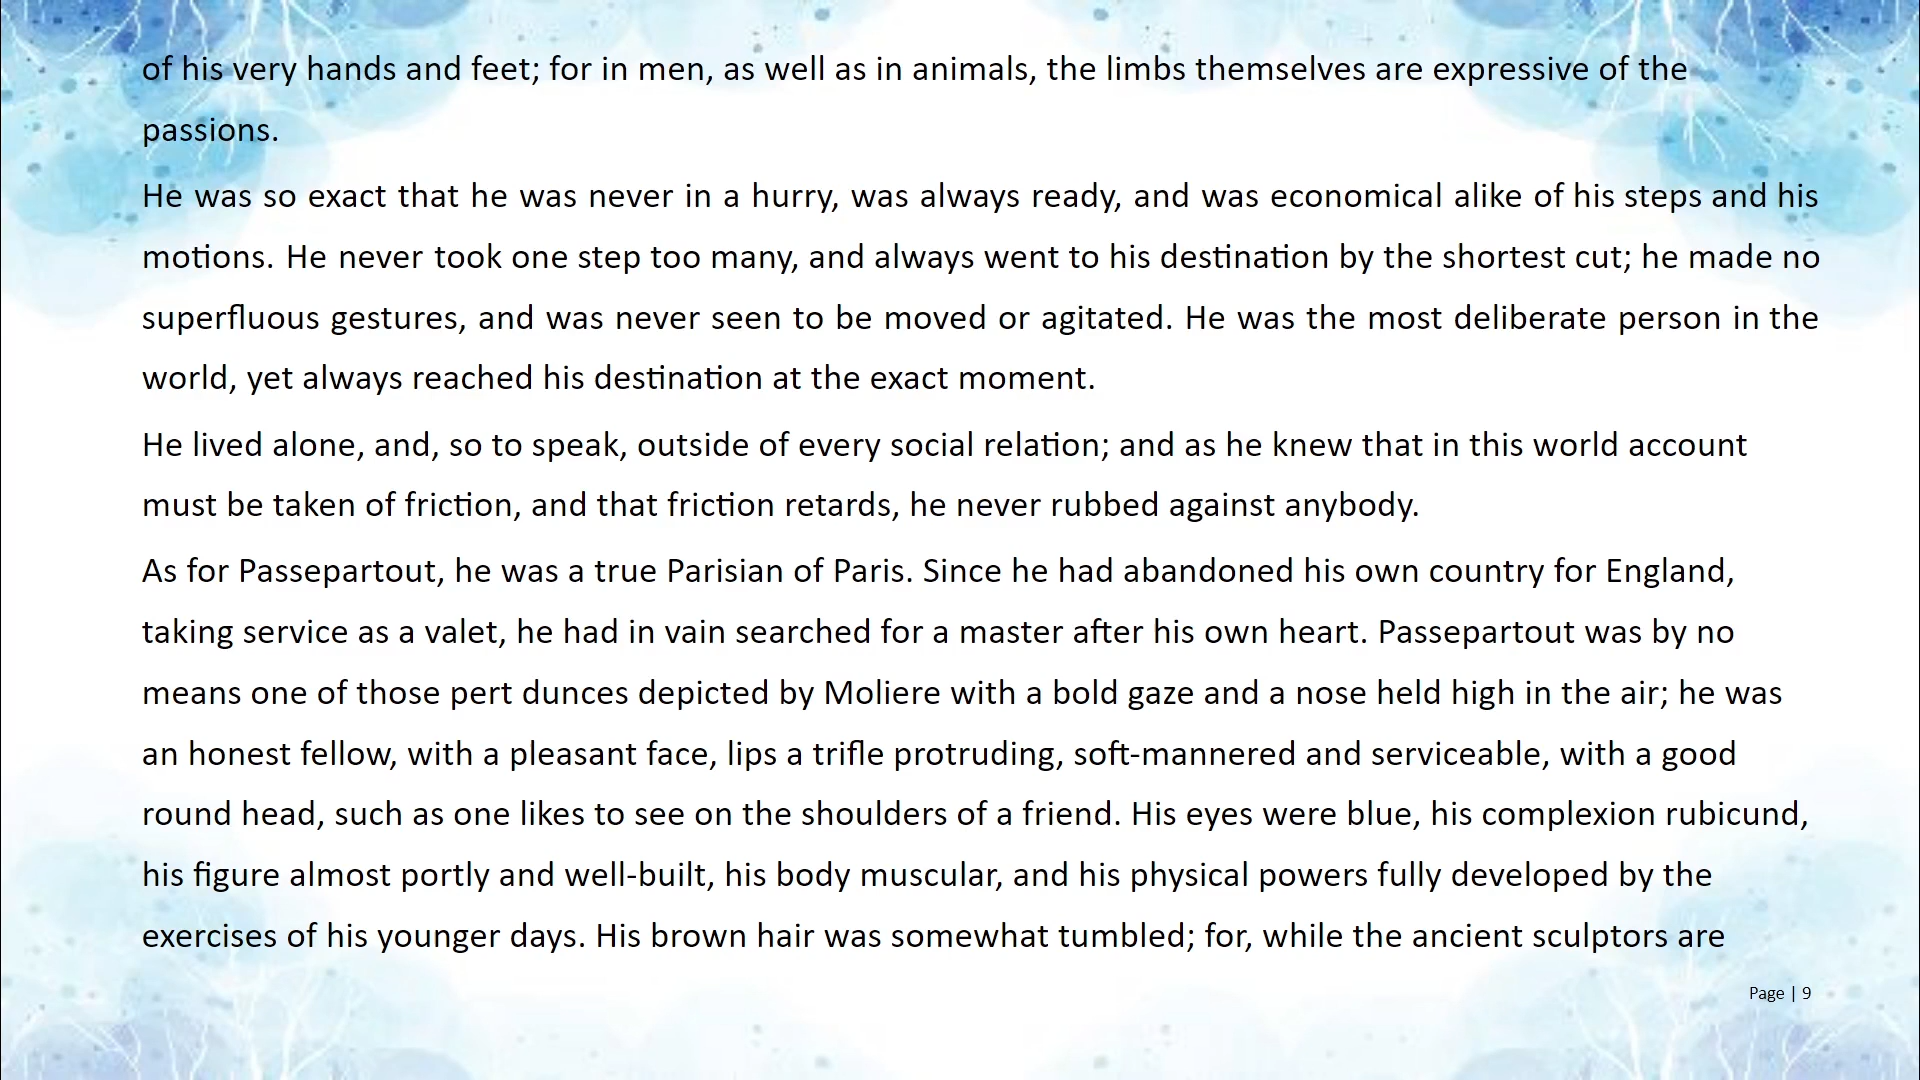 of his very hands and feet; for in men, as well as in animals, the limbs themselves are expressive of the
passions.
He was so exact that he was never in a hurry, was always ready, and was economical alike of his steps and his
motions. He never took one step too many, and always went to his destination by the shortest cut; he made no
superfluous gestures, and was never seen to be moved or agitated. He was the most deliberate person in the
world, yet always reached his destination at the exact moment.
He lived alone, and, so to speak, outside of every social relation; and as he knew that in this world account
must be taken of friction, and that friction retards, he never rubbed against anybody.
As for Passepartout, he was a true Parisian of Paris. Since he had abandoned his own country for England,
taking service as a valet, he had in vain searched for a master after his own heart. Passepartout was by no
means one of those pert dunces depicted by Moliere with a bold gaze and a nose held high in the air; he was
an honest fellow, with a pleasant face, lips a trifle protruding, soft-mannered and serviceable, with a good
round head, such as one likes to see on the shoulders of a friend. His eyes were blue, his complexion rubicund,
his figure almost portly and well-built, his body muscular, and his physical powers fully developed by the
exercises of his younger days. His brown hair was somewhat tumbled; for, while the ancient sculptors are
Page | 9